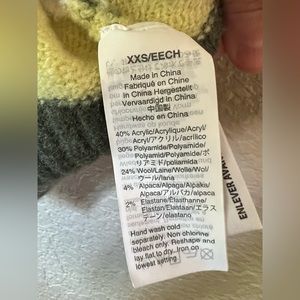 XXS/EECH
Made in China
Fabriqué en Chine
In China Hergestellt
Vervaardigd in China
中国製
Hecho en China
40% Acrylic/Acrylique/Acryl/
Acryl/アクリル/acrílico
30% Polyamide/Polyamide/
Polyamid/Polyamide/ポリ
アミド/poliamida
24% Wool/Laine/Wolle/Wol/
ウール/lana
4% Alpaca/Alpaga/Alpaka/
Alpaca/アルパカ/alpaca
2% Elastane/Elasthanne/
Elastan/Elastaan/エラス
テーン/elastano
Hand wash cold
separately. Non chlorine
bleach only. Reshape and
lay flat to dry. Iron on
lowest setting.
ENLEVER AVANT